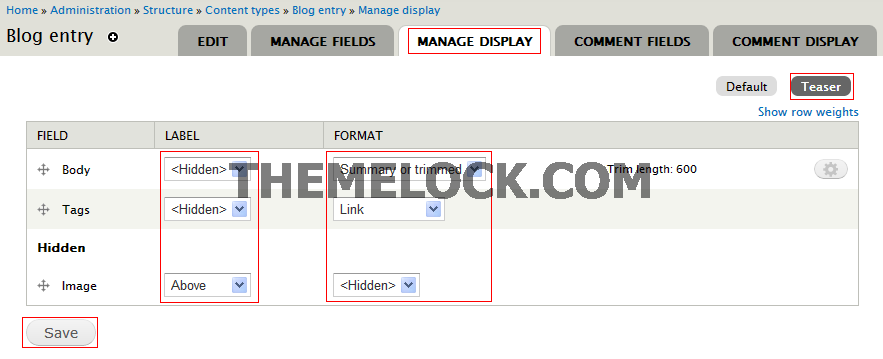 Home » Administration » Structure » Content types » Blog entry » Manage display
Blog entry
EDIT MANAGE FIELDS MANAGE DISPLAY COMMENT FIELDS COMMENT DISPLAY
Default Teaser
Show row weights
FIELD LABEL FORMAT
Body <Hidden> Summary or trimmed Trim length: 600
THEMELOCK.COM
Tags <Hidden> Link
Hidden
Image Above <Hidden>
Save